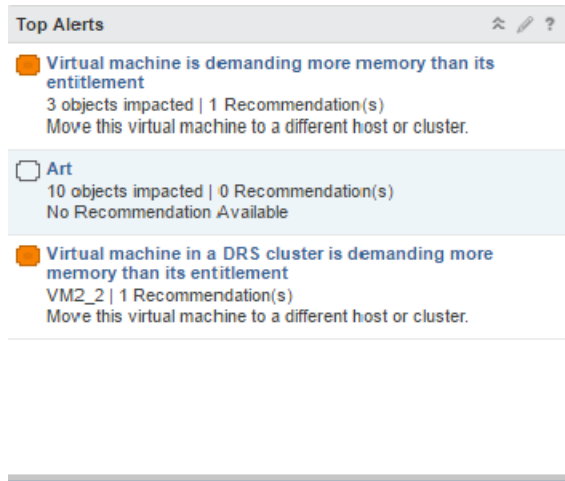 Top Alerts ?
Virtual machine is demanding more memory than its
entitlement
3 objects impacted | 1 Recommendation(s)
Move this virtual machine to a different host or cluster.
Art
10 objects impacted | 0 Recommendation(s)
No Recommendation Available
Virtual machine in a DRS cluster is demanding more
memory than its entitlement
VM2_2 | 1 Recommendation(s)
Move this virtual machine to a different host or cluster.